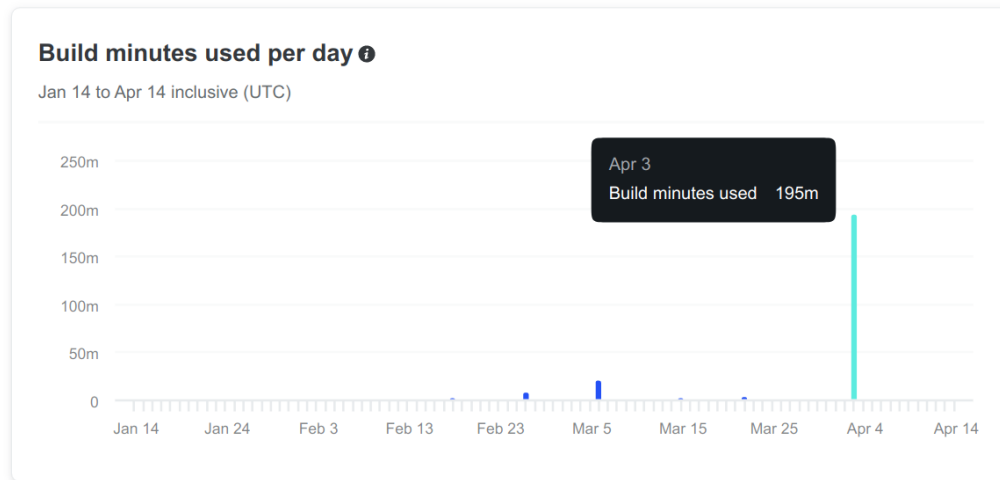 Build minutes used per day
Jan 14 to Apr 14 inclusive (UTC)
Apr 3
Build minutes used 195m
250m
200m
150m
100m
50m
0
Jan 14 Jan 24 Feb 3 Feb 13 Feb 23 Mar 5 Mar 15 Mar 25 Apr 4 Apr 14